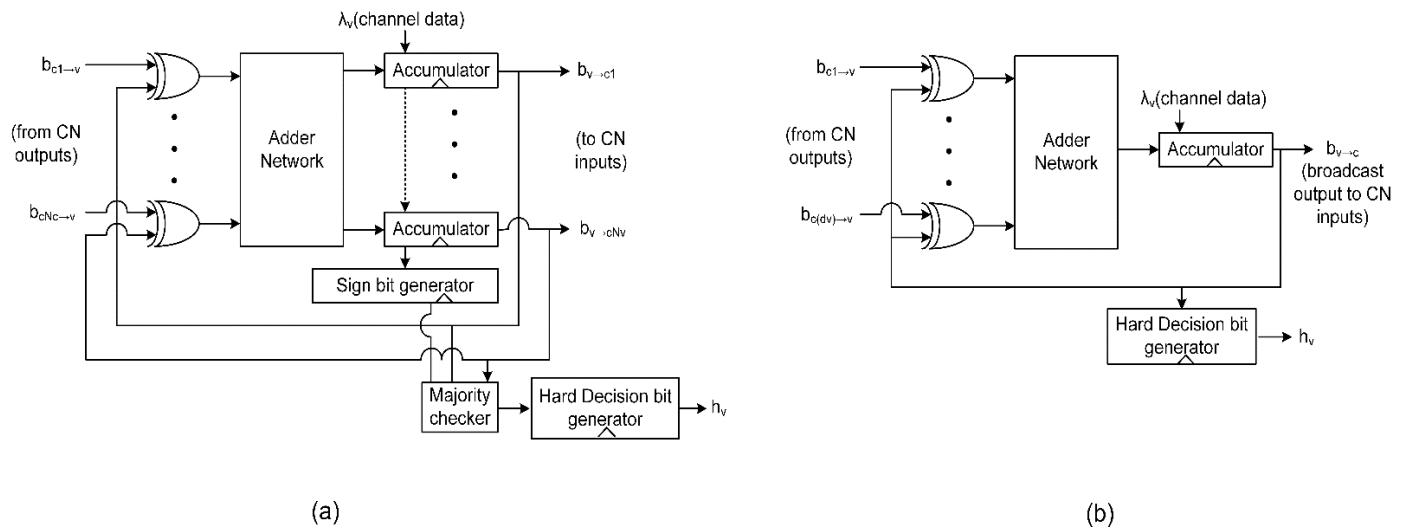 λv(channel data)
bc1→v
Accumulator
bv→c1
(from CN
outputs)
Adder
Network
(to CN
inputs)
bcNc→v
Accumulator
bv→cNv
Sign bit generator
Majority
checker
Hard Decision bit
generator
hv
(a)
bc1→v
λv(channel data)
(from CN
outputs)
Adder
Network
Accumulator
bv→c
(broadcast
output to CN
inputs)
bc(dv)→v
Hard Decision bit
generator
hv
(b)